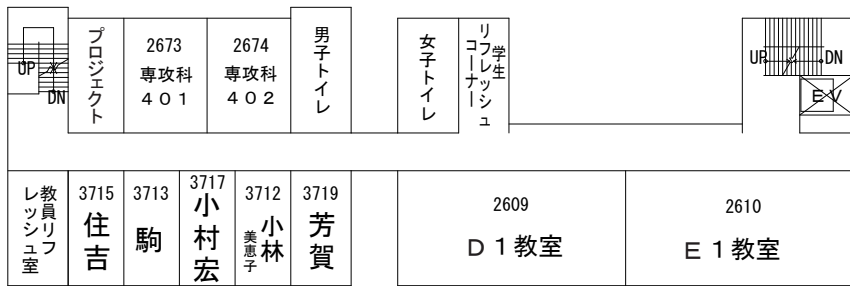 UP
DN
プロジェクト
2673
専攻科
４０１
2674
専攻科
４０２
男子トイレ
女子トイレ
学生
リフレッシュ
コーナー
UP
DN
ＥＶ
教員リフ
レッシュ室
3715
住吉
3713
駒
3717
小村宏
3712
小林
美恵子
3719
芳賀
2609
Ｄ１教室
2610
Ｅ１教室